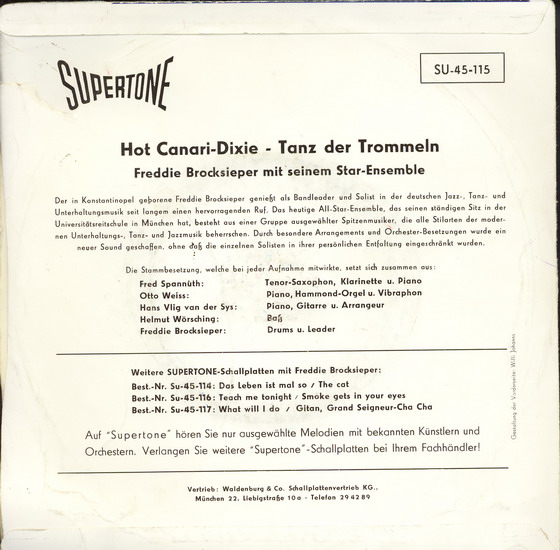 SUPERTONE
SU-45-115
Hot Canari-Dixie - Tanz der Trommeln
Freddie Brocksieper mit seinem Star-Ensemble
Der in Konstantinopel geborene Freddie Brocksieper genießt als Bandleader und Solist in der deutschen Jazz-, Tanz- und
Unterhaltungsmusik seit langem einen hervorragenden Ruf. Das heutige All-Star-Ensemble, das seinen ständigen Sitz in der
Universitätsreitschule in München hat, besteht aus einer Gruppe ausgewählter Spitzenmusiker, die alle Stilarten der moder-
nen Unterhaltungs-, Tanz- und Jazzmusik beherrschen. Durch besondere Arrangements und Orchester-Besetzungen wurde ein
neuer Sound geschaffen, ohne daß die einzelnen Solisten in ihrer persönlichen Entfaltung eingeschränkt wurden.
Die Stammbesetzung, welche bei jeder Aufnahme mitwirkte, setzt sich zusammen aus:
Fred Spannuth: Tenor-Saxophon, Klarinette u. Piano
Otto Weiss: Piano, Hammond-Orgel u. Vibraphon
Hans Vlig van der Sys: Piano, Gitarre u. Arrangeur
Helmut Wörsching: Baß
Freddie Brocksieper: Drums u. Leader
Weitere SUPERTONE-Schallplatten mit Freddie Brocksieper:
Best.-Nr. Su-45-114: Das Leben ist mal so / The cat
Best.-Nr. Su-45-116: Teach me tonight / Smoke gets in your eyes
Best.-Nr. Su-45-117: What will I do / Gitan, Grand Seigneur-Cha Cha
Auf "Supertone" hören Sie nur ausgewählte Melodien mit bekannten Künstlern und
Orchestern. Verlangen Sie weitere "Supertone"-Schallplatten bei Ihrem Fachhändler!
Vertrieb: Waldenburg & Co. Schallplattenvertrieb KG.,
München 22, Liebigstraße 10a - Telefon 294289
Gestaltung der Vorderseite: Willi Johanns